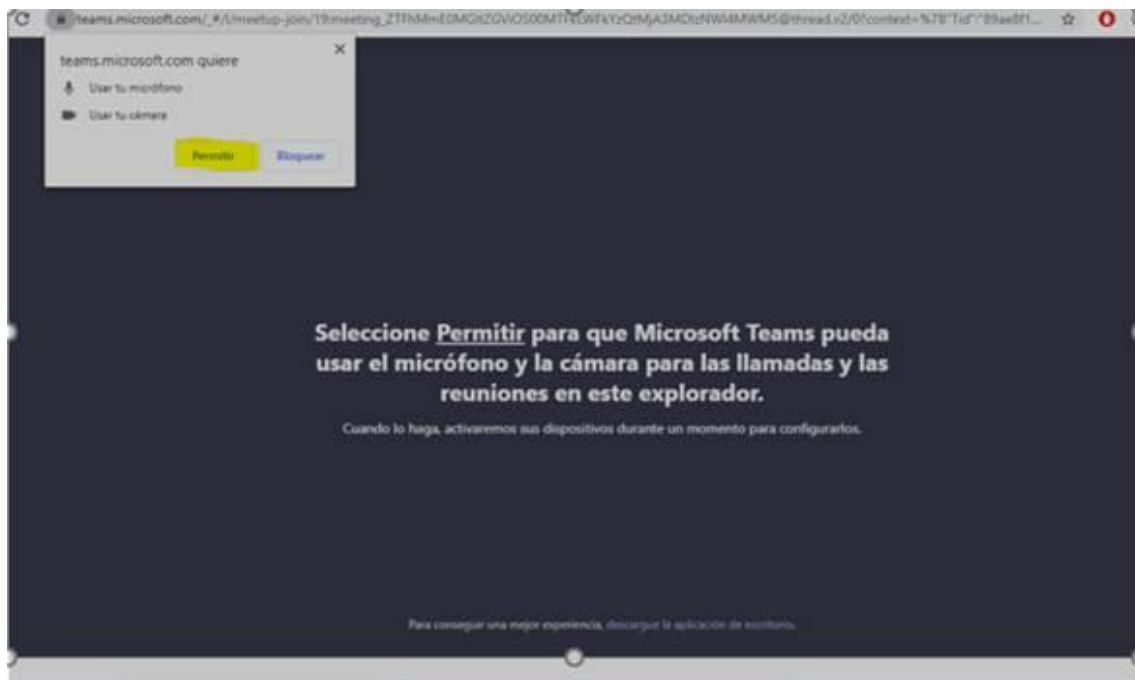 teams.microsoft.com quiere
Usar tu micrófono
Usar tu cámara
Permitir Bloquear
Seleccione Permitir para que Microsoft Teams pueda
usar el micrófono y la cámara para las llamadas y las
reuniones en este explorador.
Cuando lo haga, activaremos sus dispositivos durante un momento para configurarlos.
Para conseguir una mejor experiencia, descargue la aplicación de escritorio.